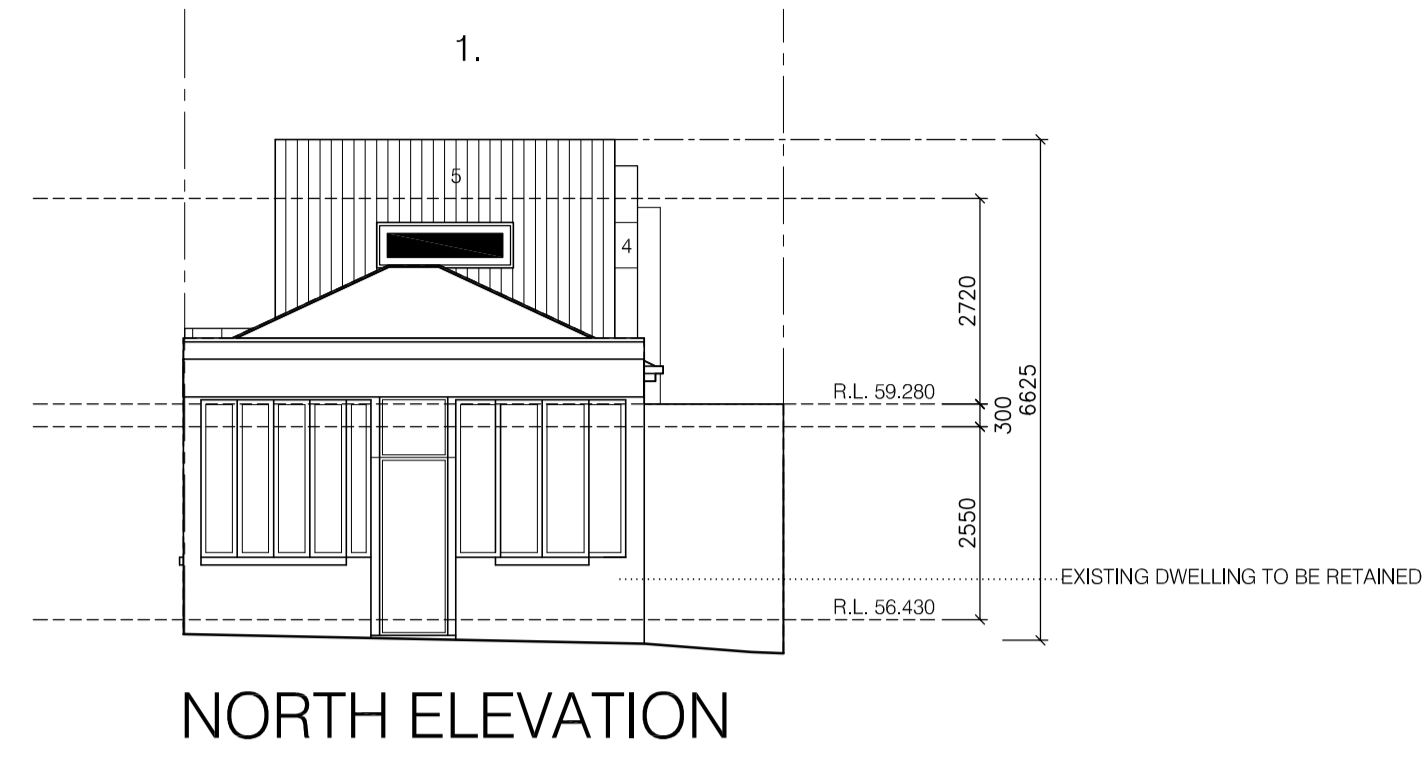 1.
5
4
2720
R.L. 59.280
300
6625
2550
EXISTING DWELLING TO BE RETAINED
R.L. 56.430
NORTH ELEVATION